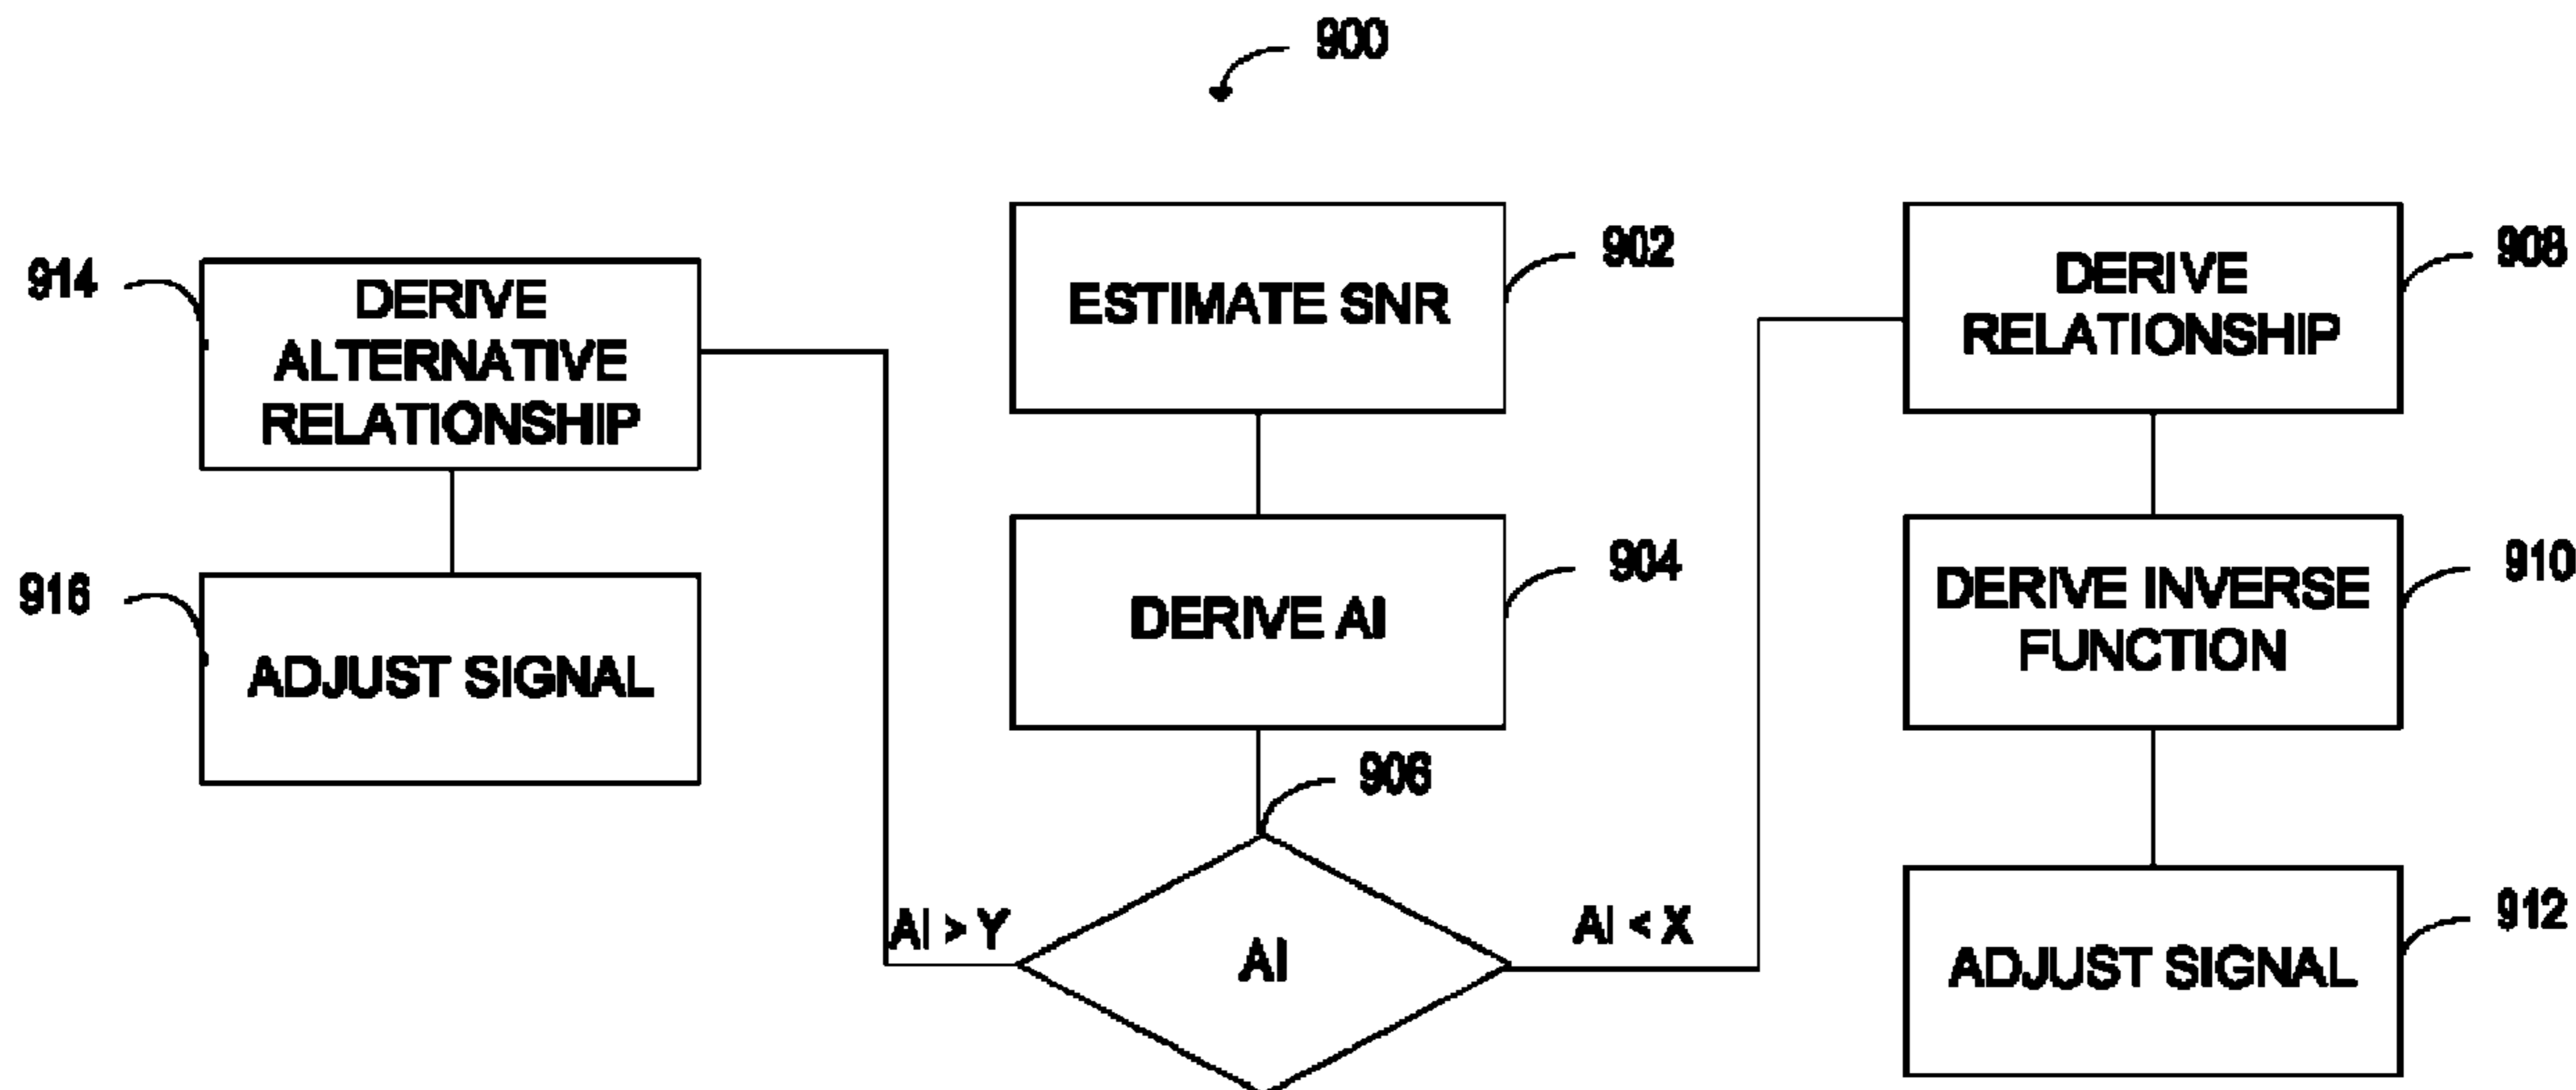 900
914
DERIVE
ALTERNATIVE
RELATIONSHIP
916
ADJUST SIGNAL
902
ESTIMATE SNR
904
DERIVE AI
906
AI
AI > Y
AI < X
908
DERIVE
RELATIONSHIP
910
DERIVE INVERSE
FUNCTION
912
ADJUST SIGNAL